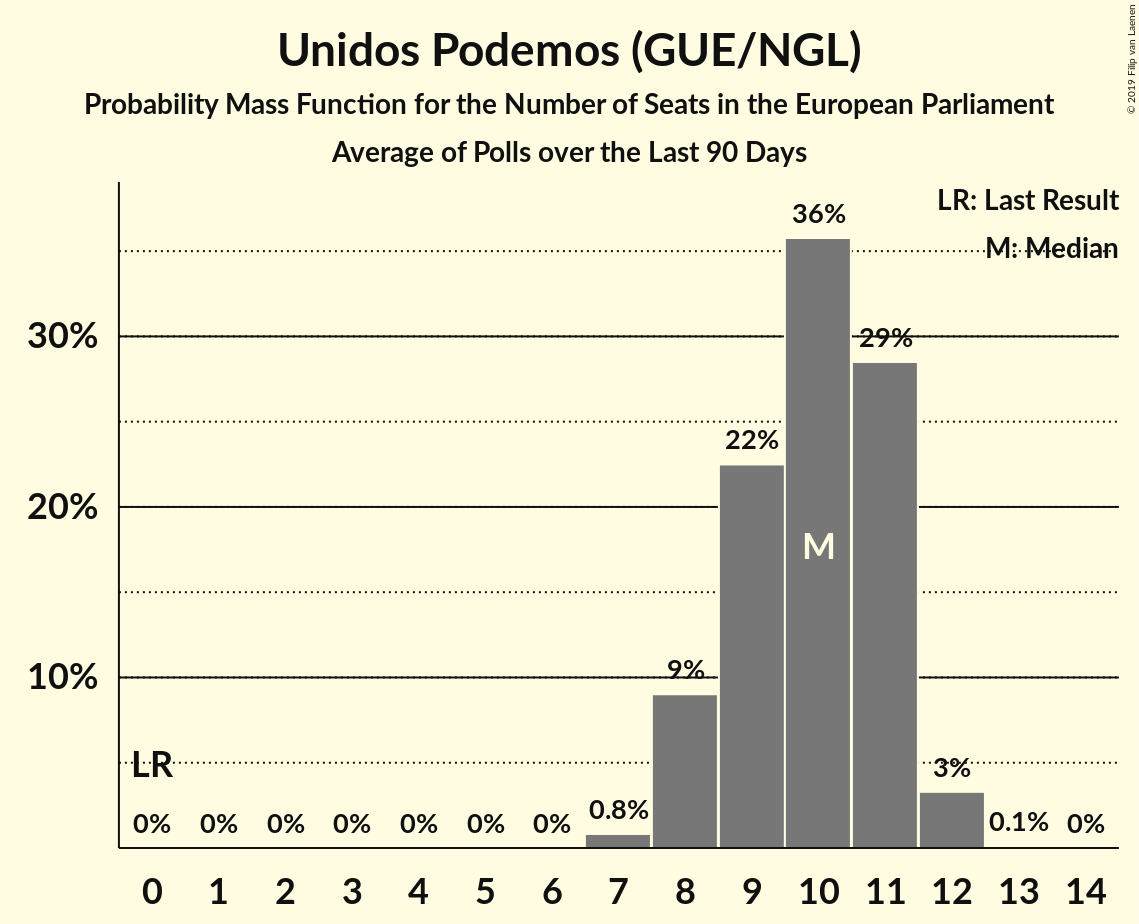 Unidos Podemos (GUE/NGL)
Probability Mass Function for the Number of Seats in the European Parliament
Average of Polls over the Last 90 Days
© 2019 Filip van Laenen
LR: Last Result
M: Median
36%
30%
29%
22%
20%
M
10%
9%
LR
3%
0% 0% 0% 0% 0% 0% 0% 0.8% 0.1% 0%
0 1 2 3 4 5 6 7 8 9 10 11 12 13 14